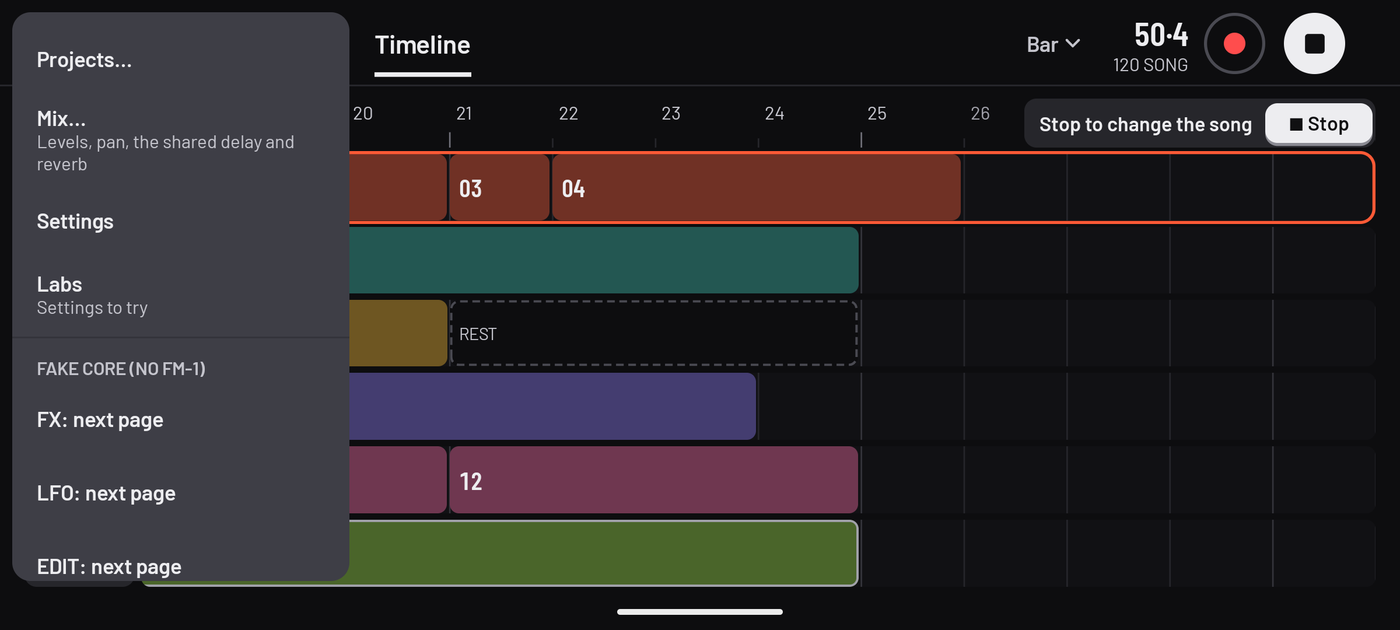 Projects...
Mix...
Levels, pan, the shared delay and
reverb
Settings
Labs
Settings to try
FAKE CORE (NO FM-1)
FX: next page
LFO: next page
EDIT: next page
Timeline
Bar
50·4
120 SONG
20 21 22 23 24 25 26
Stop to change the song
Stop
03 04
REST
12